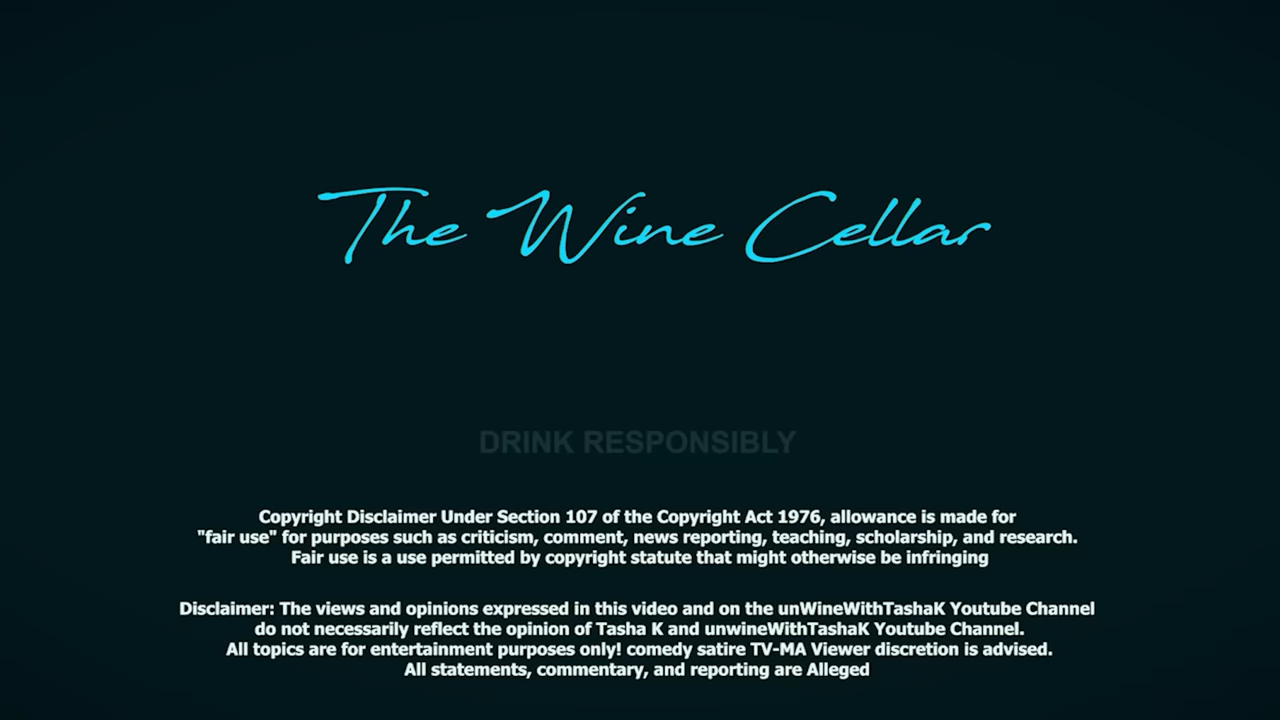 The Wine Cellar
DRINK RESPONSIBLY
Copyright Disclaimer Under Section 107 of the Copyright Act 1976, allowance is made for
"fair use" for purposes such as criticism, comment, news reporting, teaching, scholarship, and research.
Fair use is a use permitted by copyright statute that might otherwise be infringing
Disclaimer: The views and opinions expressed in this video and on the unWineWithTashaK Youtube Channel
do not necessarily reflect the opinion of Tasha K and unwineWithTashaK Youtube Channel.
All topics are for entertainment purposes only! comedy satire TV-MA Viewer discretion is advised.
All statements, commentary, and reporting are Alleged